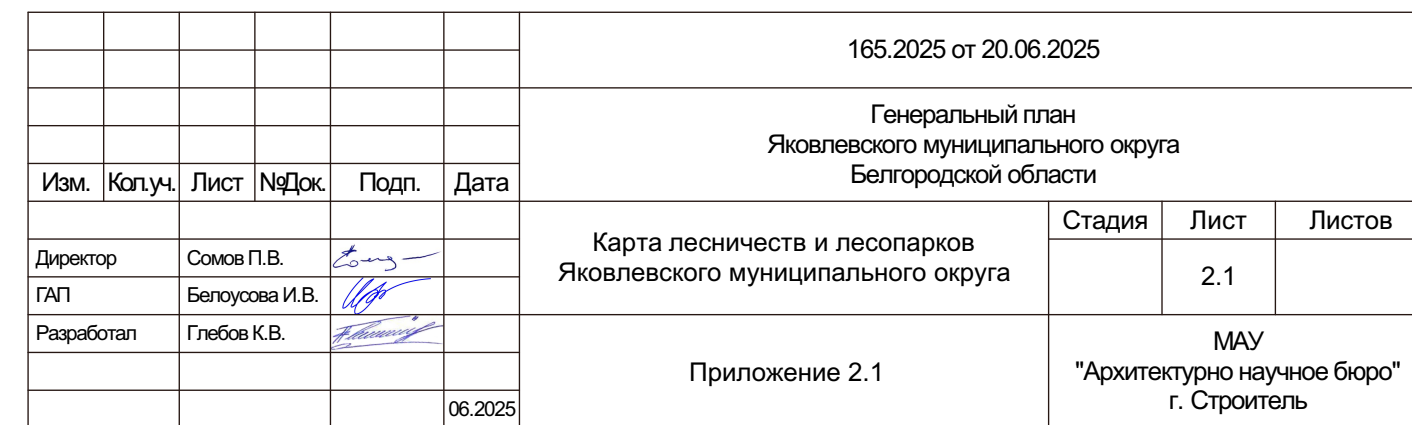 165.2025 от 20.06.2025
Генеральный план
Яковлевского муниципального округа
Белгородской области
Изм. Кол.уч. Лист №Док. Подп. Дата
Карта лесничеств и лесопарков
Яковлевского муниципального округа
Стадия Лист Листов
2.1
Директор Сомов П.В.
ГАП Белоусова И.В.
Разработал Глебов К.В.
06.2025
Приложение 2.1
МАУ
"Архитектурно научное бюро"
г. Строитель